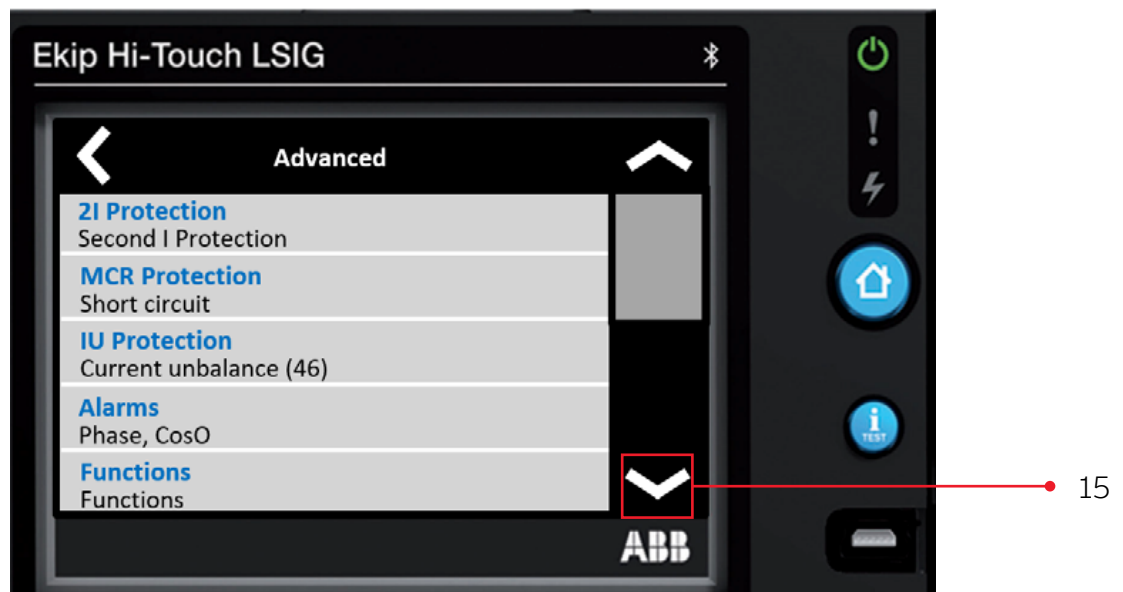 Ekip Hi-Touch LSIG
Advanced
2I Protection
Second I Protection
MCR Protection
Short circuit
IU Protection
Current unbalance (46)
Alarms
Phase, CosO
Functions
Functions
ABB
i
TEST
15